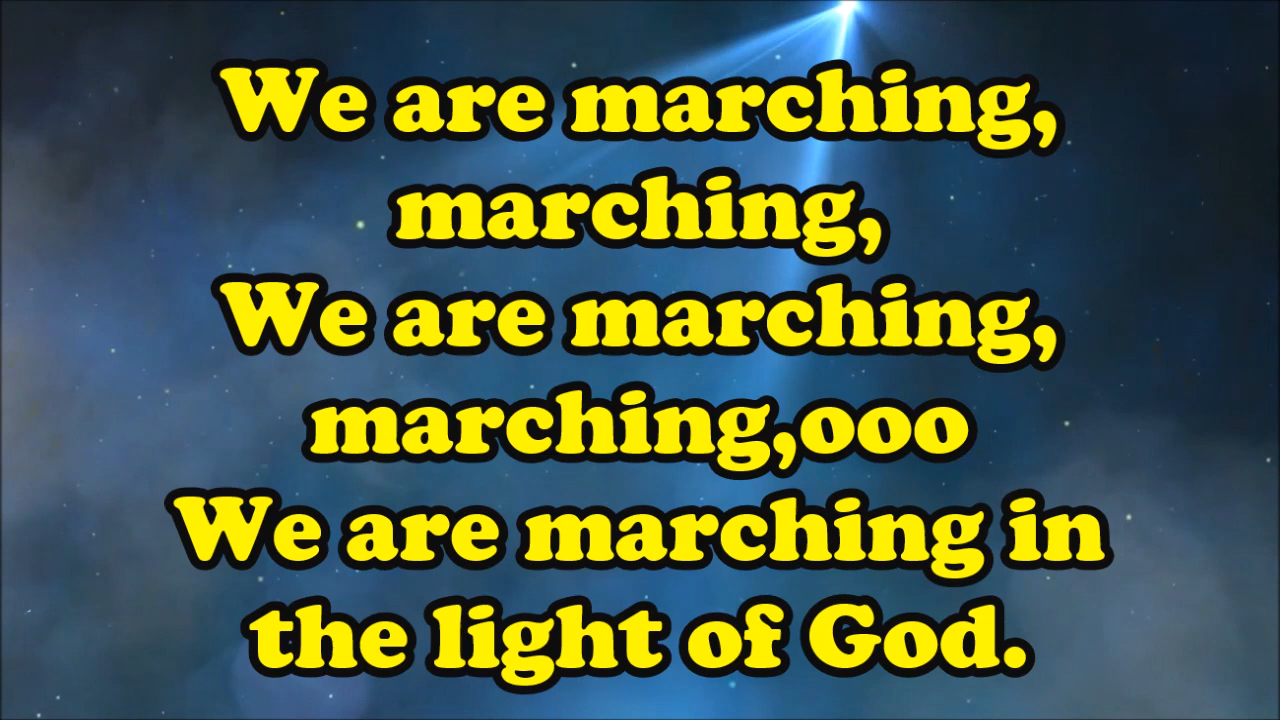 We are marching,
marching,
We are marching,
marching,ooo
We are marching in
the light of God.